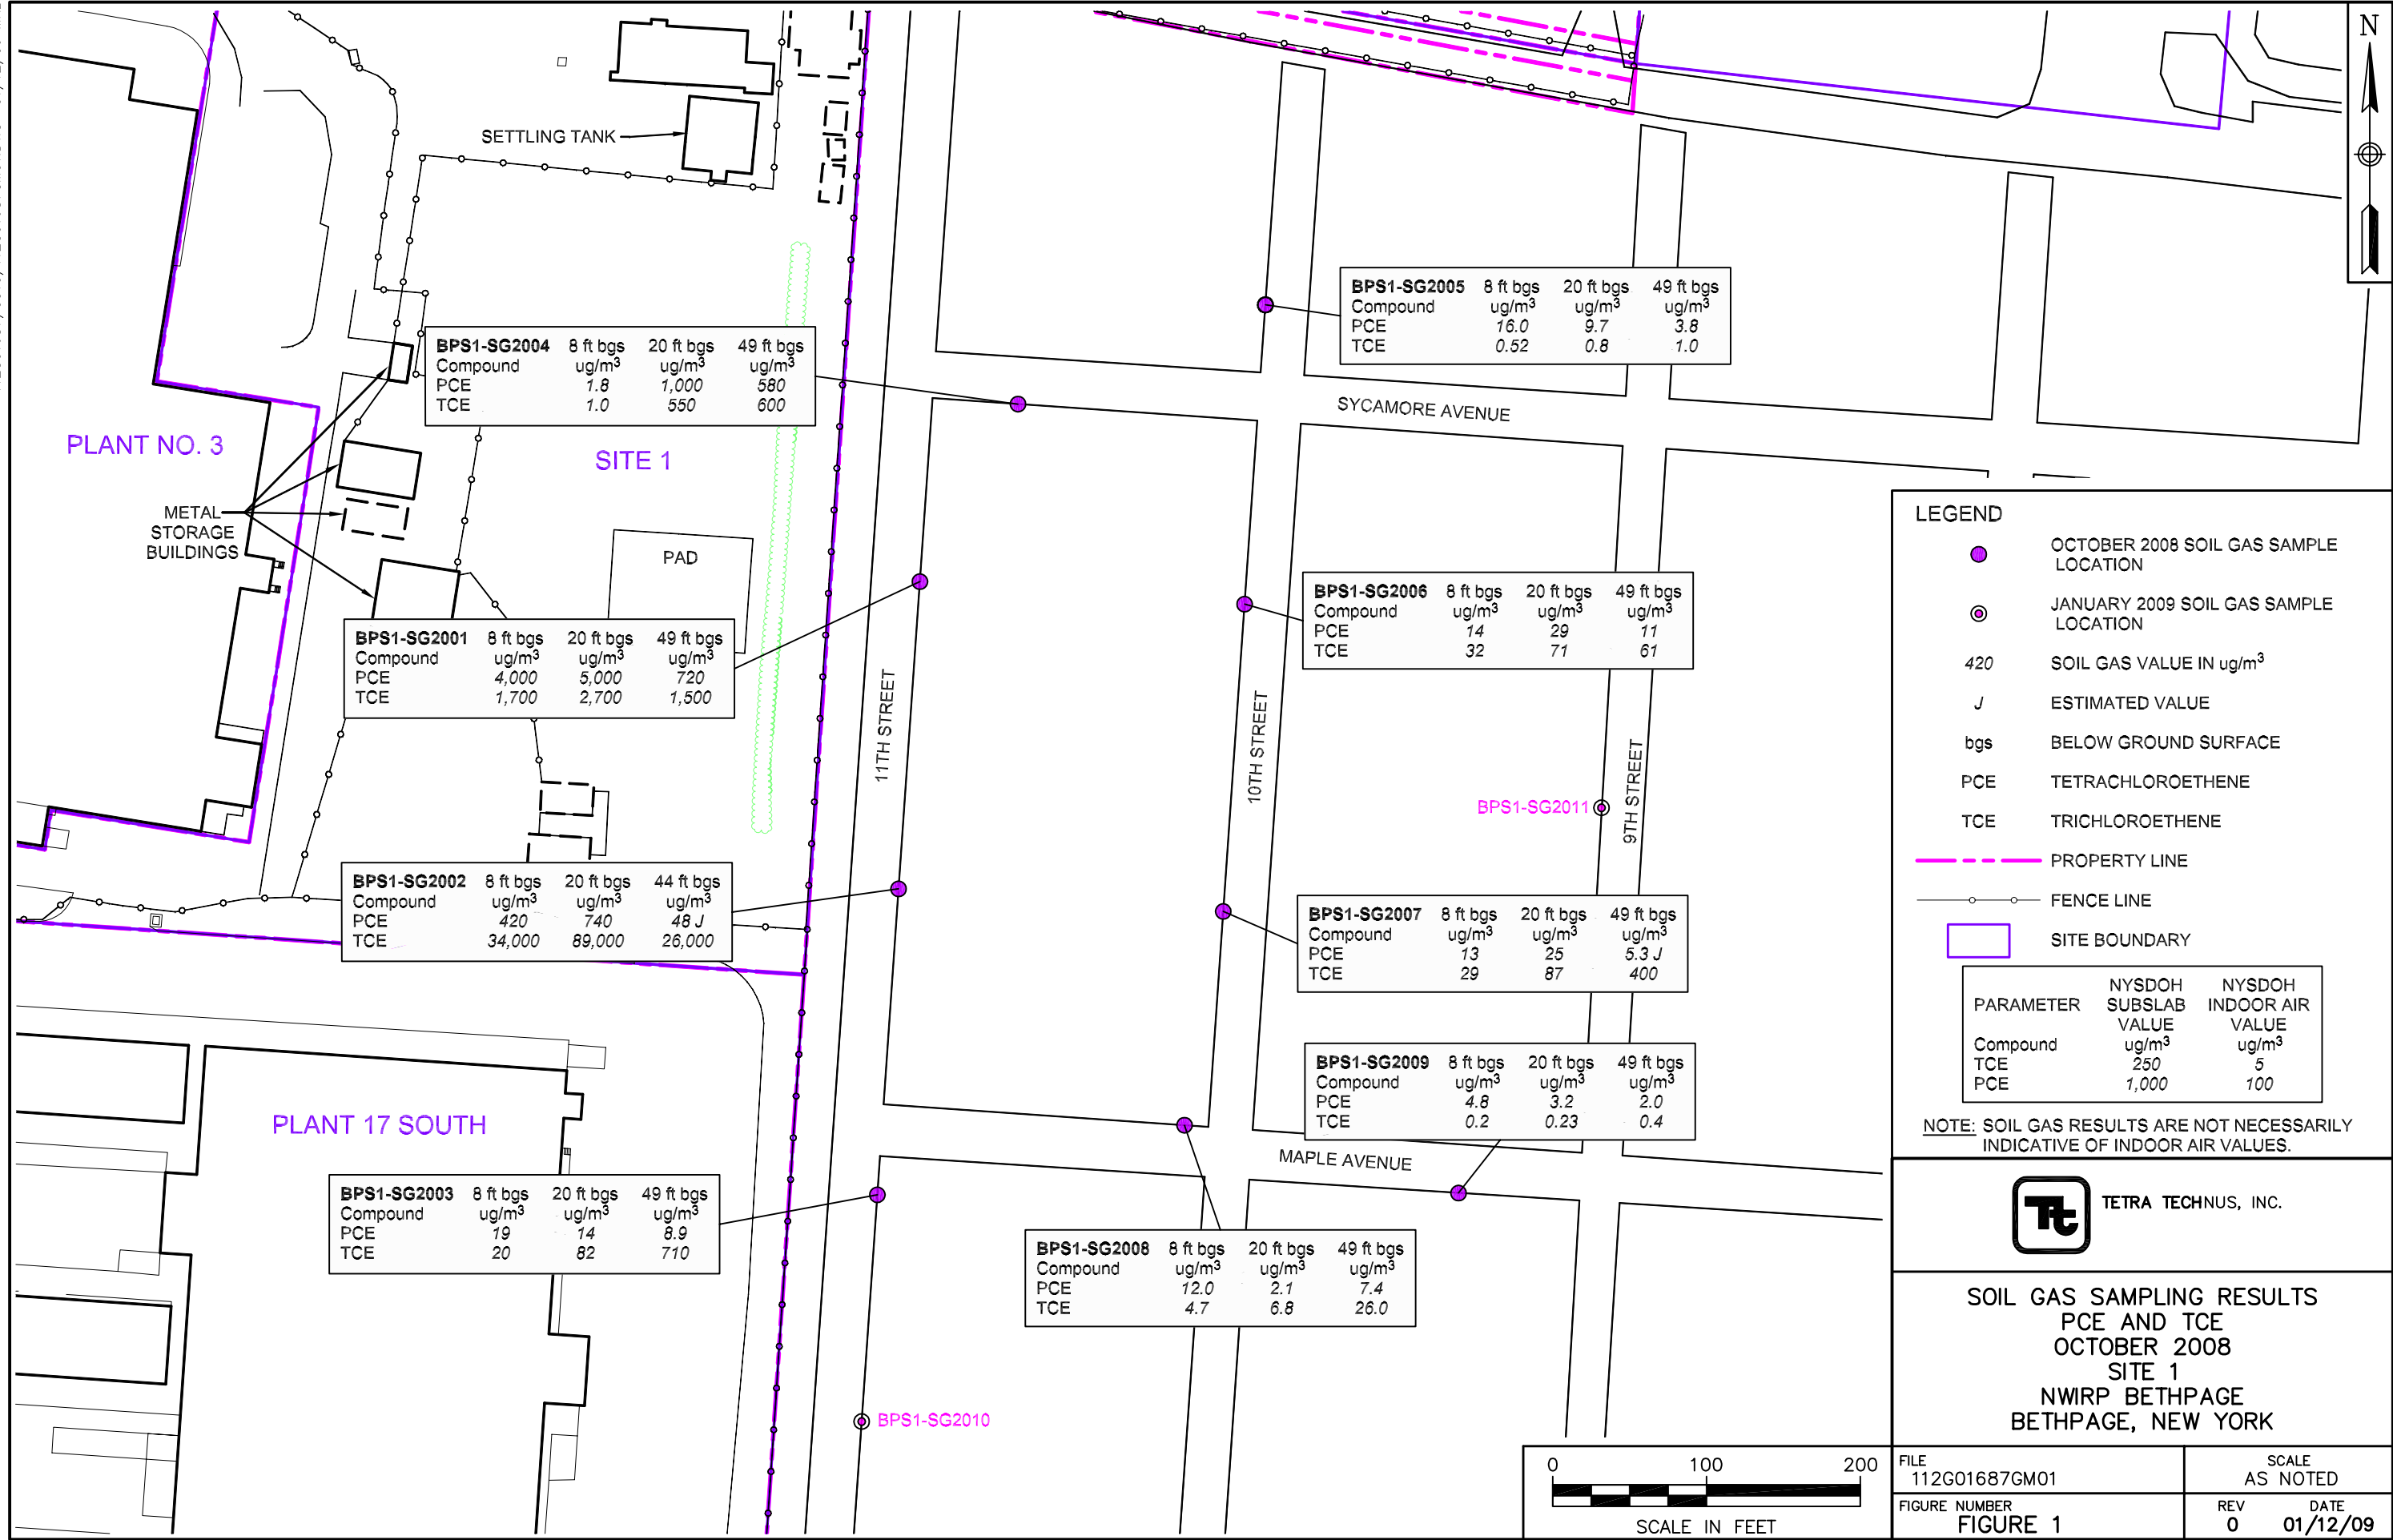 N
SETTLING TANK
BPS1-SG2005 8 ft bgs 20 ft bgs 49 ft bgs
Compound ug/m³ ug/m³ ug/m³
PCE 16.0 9.7 3.8
TCE 0.52 0.8 1.0
BPS1-SG2004 8 ft bgs 20 ft bgs 49 ft bgs
Compound ug/m³ ug/m³ ug/m³
PCE 1.8 1,000 580
TCE 1.0 550 600
SYCAMORE AVENUE
PLANT NO. 3
SITE 1
METAL
STORAGE
BUILDINGS
PAD
BPS1-SG2001 8 ft bgs 20 ft bgs 49 ft bgs
Compound ug/m³ ug/m³ ug/m³
PCE 4,000 5,000 720
TCE 1,700 2,700 1,500
BPS1-SG2006 8 ft bgs 20 ft bgs 49 ft bgs
Compound ug/m³ ug/m³ ug/m³
PCE 14 29 11
TCE 32 71 61
11TH STREET
10TH STREET
9TH STREET
BPS1-SG2011
BPS1-SG2002 8 ft bgs 20 ft bgs 44 ft bgs
Compound ug/m³ ug/m³ ug/m³
PCE 420 740 48 J
TCE 34,000 89,000 26,000
BPS1-SG2007 8 ft bgs 20 ft bgs 49 ft bgs
Compound ug/m³ ug/m³ ug/m³
PCE 13 25 5.3 J
TCE 29 87 400
BPS1-SG2009 8 ft bgs 20 ft bgs 49 ft bgs
Compound ug/m³ ug/m³ ug/m³
PCE 4.8 3.2 2.0
TCE 0.2 0.23 0.4
PLANT 17 SOUTH
MAPLE AVENUE
BPS1-SG2003 8 ft bgs 20 ft bgs 49 ft bgs
Compound ug/m³ ug/m³ ug/m³
PCE 19 14 8.9
TCE 20 82 710
BPS1-SG2008 8 ft bgs 20 ft bgs 49 ft bgs
Compound ug/m³ ug/m³ ug/m³
PCE 12.0 2.1 7.4
TCE 4.7 6.8 26.0
BPS1-SG2010
0 100 200
SCALE IN FEET
LEGEND
OCTOBER 2008 SOIL GAS SAMPLE
LOCATION
JANUARY 2009 SOIL GAS SAMPLE
LOCATION
420 SOIL GAS VALUE IN ug/m³
J ESTIMATED VALUE
bgs BELOW GROUND SURFACE
PCE TETRACHLOROETHENE
TCE TRICHLOROETHENE
PROPERTY LINE
FENCE LINE
SITE BOUNDARY
NYSDOH NYSDOH
PARAMETER SUBSLAB INDOOR AIR
VALUE VALUE
Compound ug/m³ ug/m³
TCE 250 5
PCE 1,000 100
NOTE: SOIL GAS RESULTS ARE NOT NECESSARILY
INDICATIVE OF INDOOR AIR VALUES.
Tt TETRA TECH NUS, INC.
SOIL GAS SAMPLING RESULTS
PCE AND TCE
OCTOBER 2008
SITE 1
NWIRP BETHPAGE
BETHPAGE, NEW YORK
FILE SCALE
112G01687GM01 AS NOTED
FIGURE NUMBER REV DATE
FIGURE 1 0 01/12/09